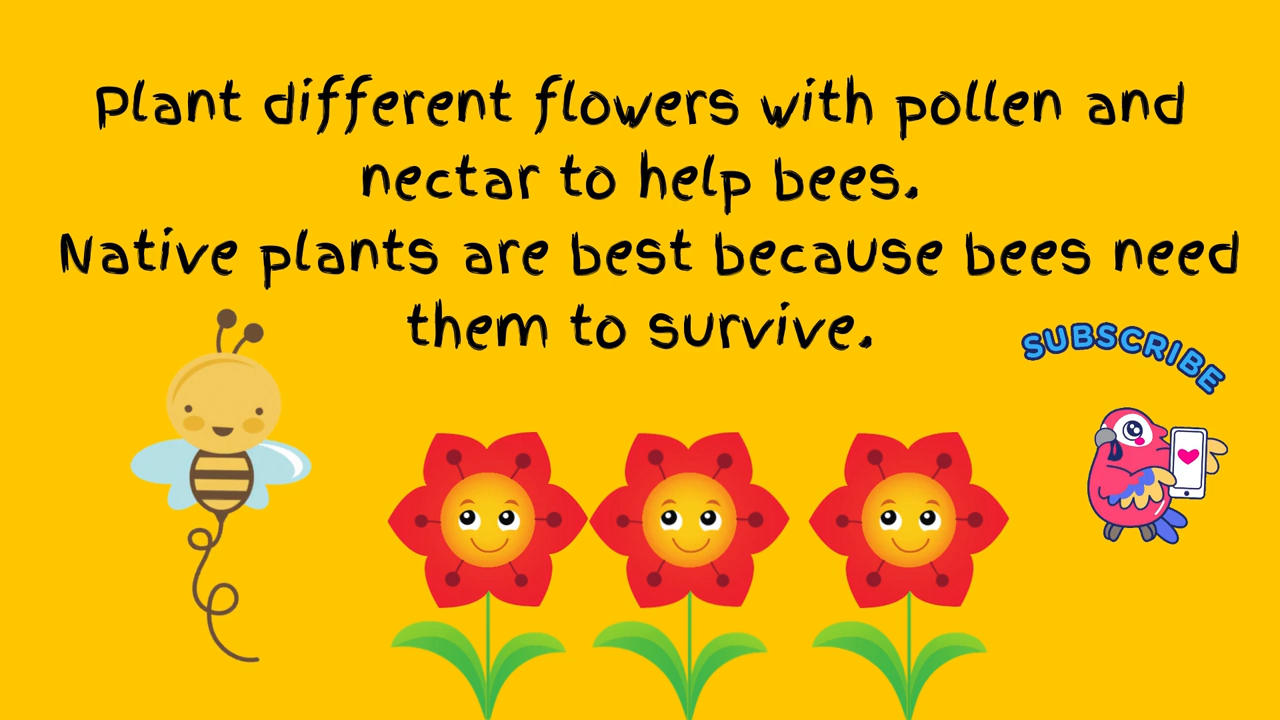 Plant different flowers with pollen and
nectar to help bees.
Native plants are best because bees need
them to survive.
SUBSCRIBE